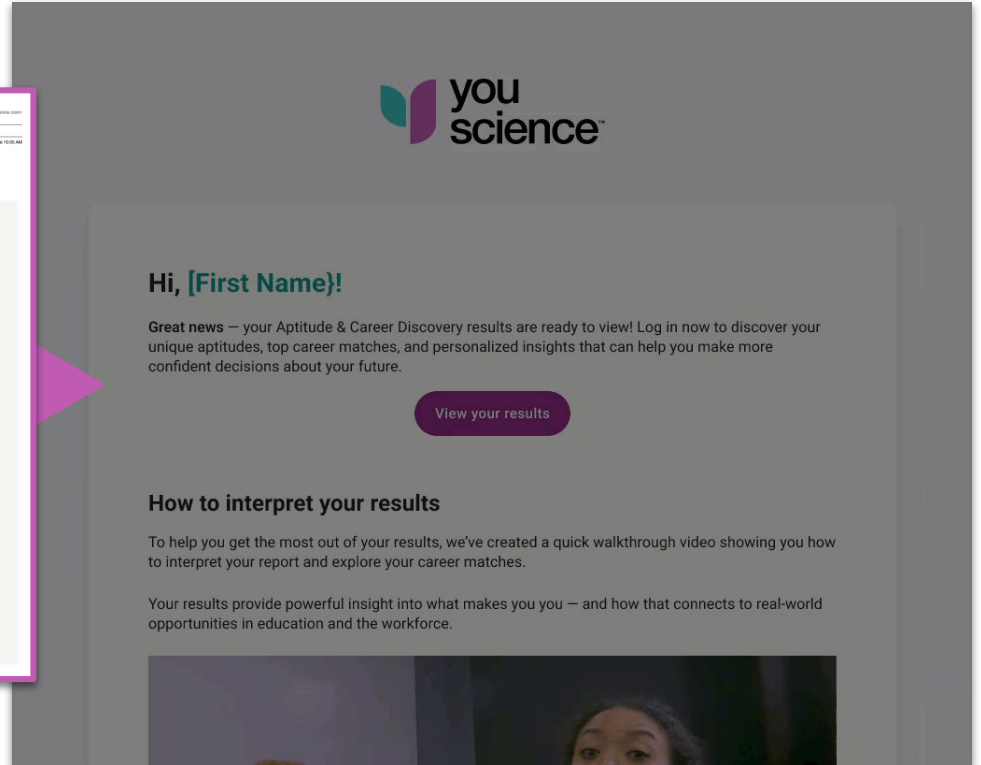 you
science™
at 10:05 AM
Hi, [First Name}!
Great news — your Aptitude & Career Discovery results are ready to view! Log in now to discover your
unique aptitudes, top career matches, and personalized insights that can help you make more
confident decisions about your future.
View your results
How to interpret your results
To help you get the most out of your results, we've created a quick walkthrough video showing you how
to interpret your report and explore your career matches.
Your results provide powerful insight into what makes you you — and how that connects to real-world
opportunities in education and the workforce.